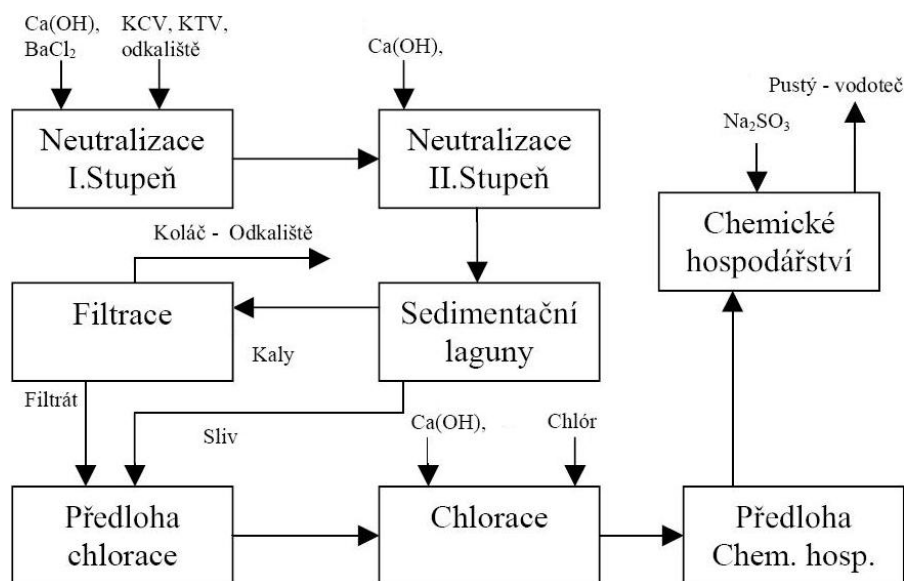 Ca(OH),
BaCl₂
KCV, KTV,
odkaliště
Ca(OH),
Pustý - vodoteč
Na₂SO₃
Neutralizace
I.Stupeň
Neutralizace
II.Stupeň
Chemické
hospodářství
Koláč - Odkaliště
Filtrace
Sedimentační
laguny
Kaly
Filtrát
Sliv
Ca(OH),
Chlór
Předloha
chlorace
Chlorace
Předloha
Chem. hosp.